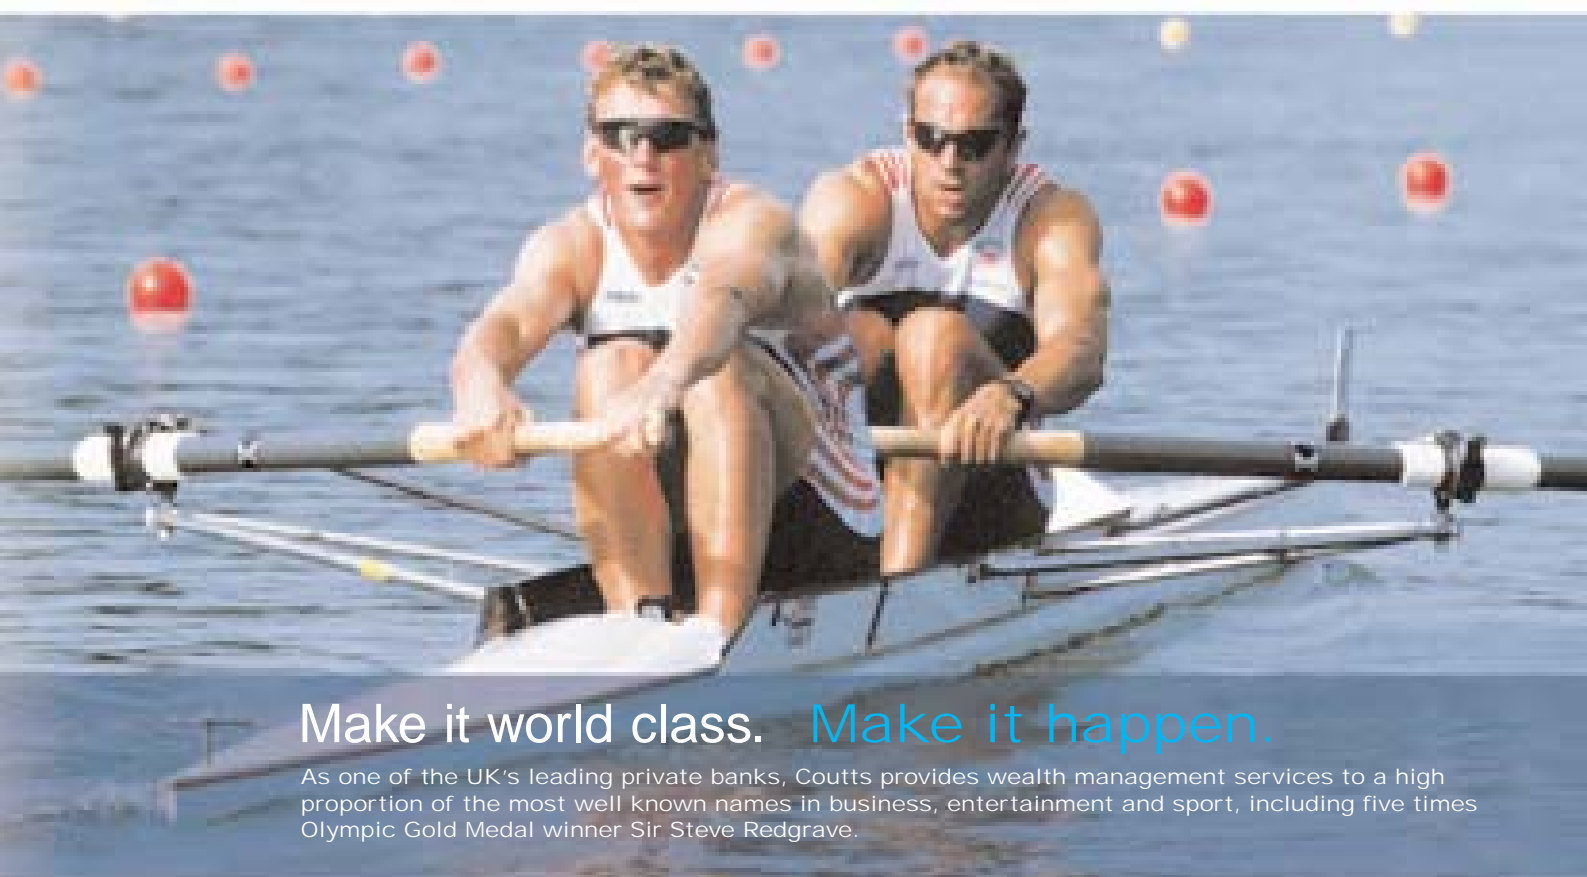 Make it world class. Make it happen.
As one of the UK's leading private banks, Coutts provides wealth management services to a high
proportion of the most well known names in business, entertainment and sport, including five times
Olympic Gold Medal winner Sir Steve Redgrave.